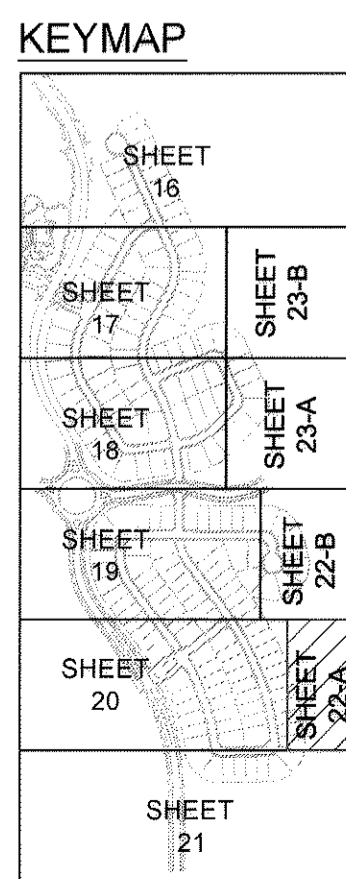 KEYMAP
SHEET
16
SHEET
17
SHEET
23-B
SHEET
18
SHEET
23-A
SHEET
19
SHEET
22-B
SHEET
20
SHEET
22-A
SHEET
21